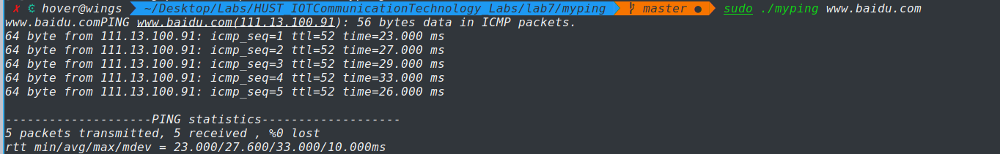 ✗ hover@wings ~/Desktop/Labs/HUST IOTCommunicationTechnology Labs/lab7/myping master ● sudo ./myping www.baidu.com
www.baidu.comPING www.baidu.com(111.13.100.91): 56 bytes data in ICMP packets.
64 byte from 111.13.100.91: icmp_seq=1 ttl=52 time=23.000 ms
64 byte from 111.13.100.91: icmp_seq=2 ttl=52 time=27.000 ms
64 byte from 111.13.100.91: icmp_seq=3 ttl=52 time=29.000 ms
64 byte from 111.13.100.91: icmp_seq=4 ttl=52 time=33.000 ms
64 byte from 111.13.100.91: icmp_seq=5 ttl=52 time=26.000 ms
--------------------PING statistics-------------------
5 packets transmitted, 5 received , %0 lost
rtt min/avg/max/mdev = 23.000/27.600/33.000/10.000ms